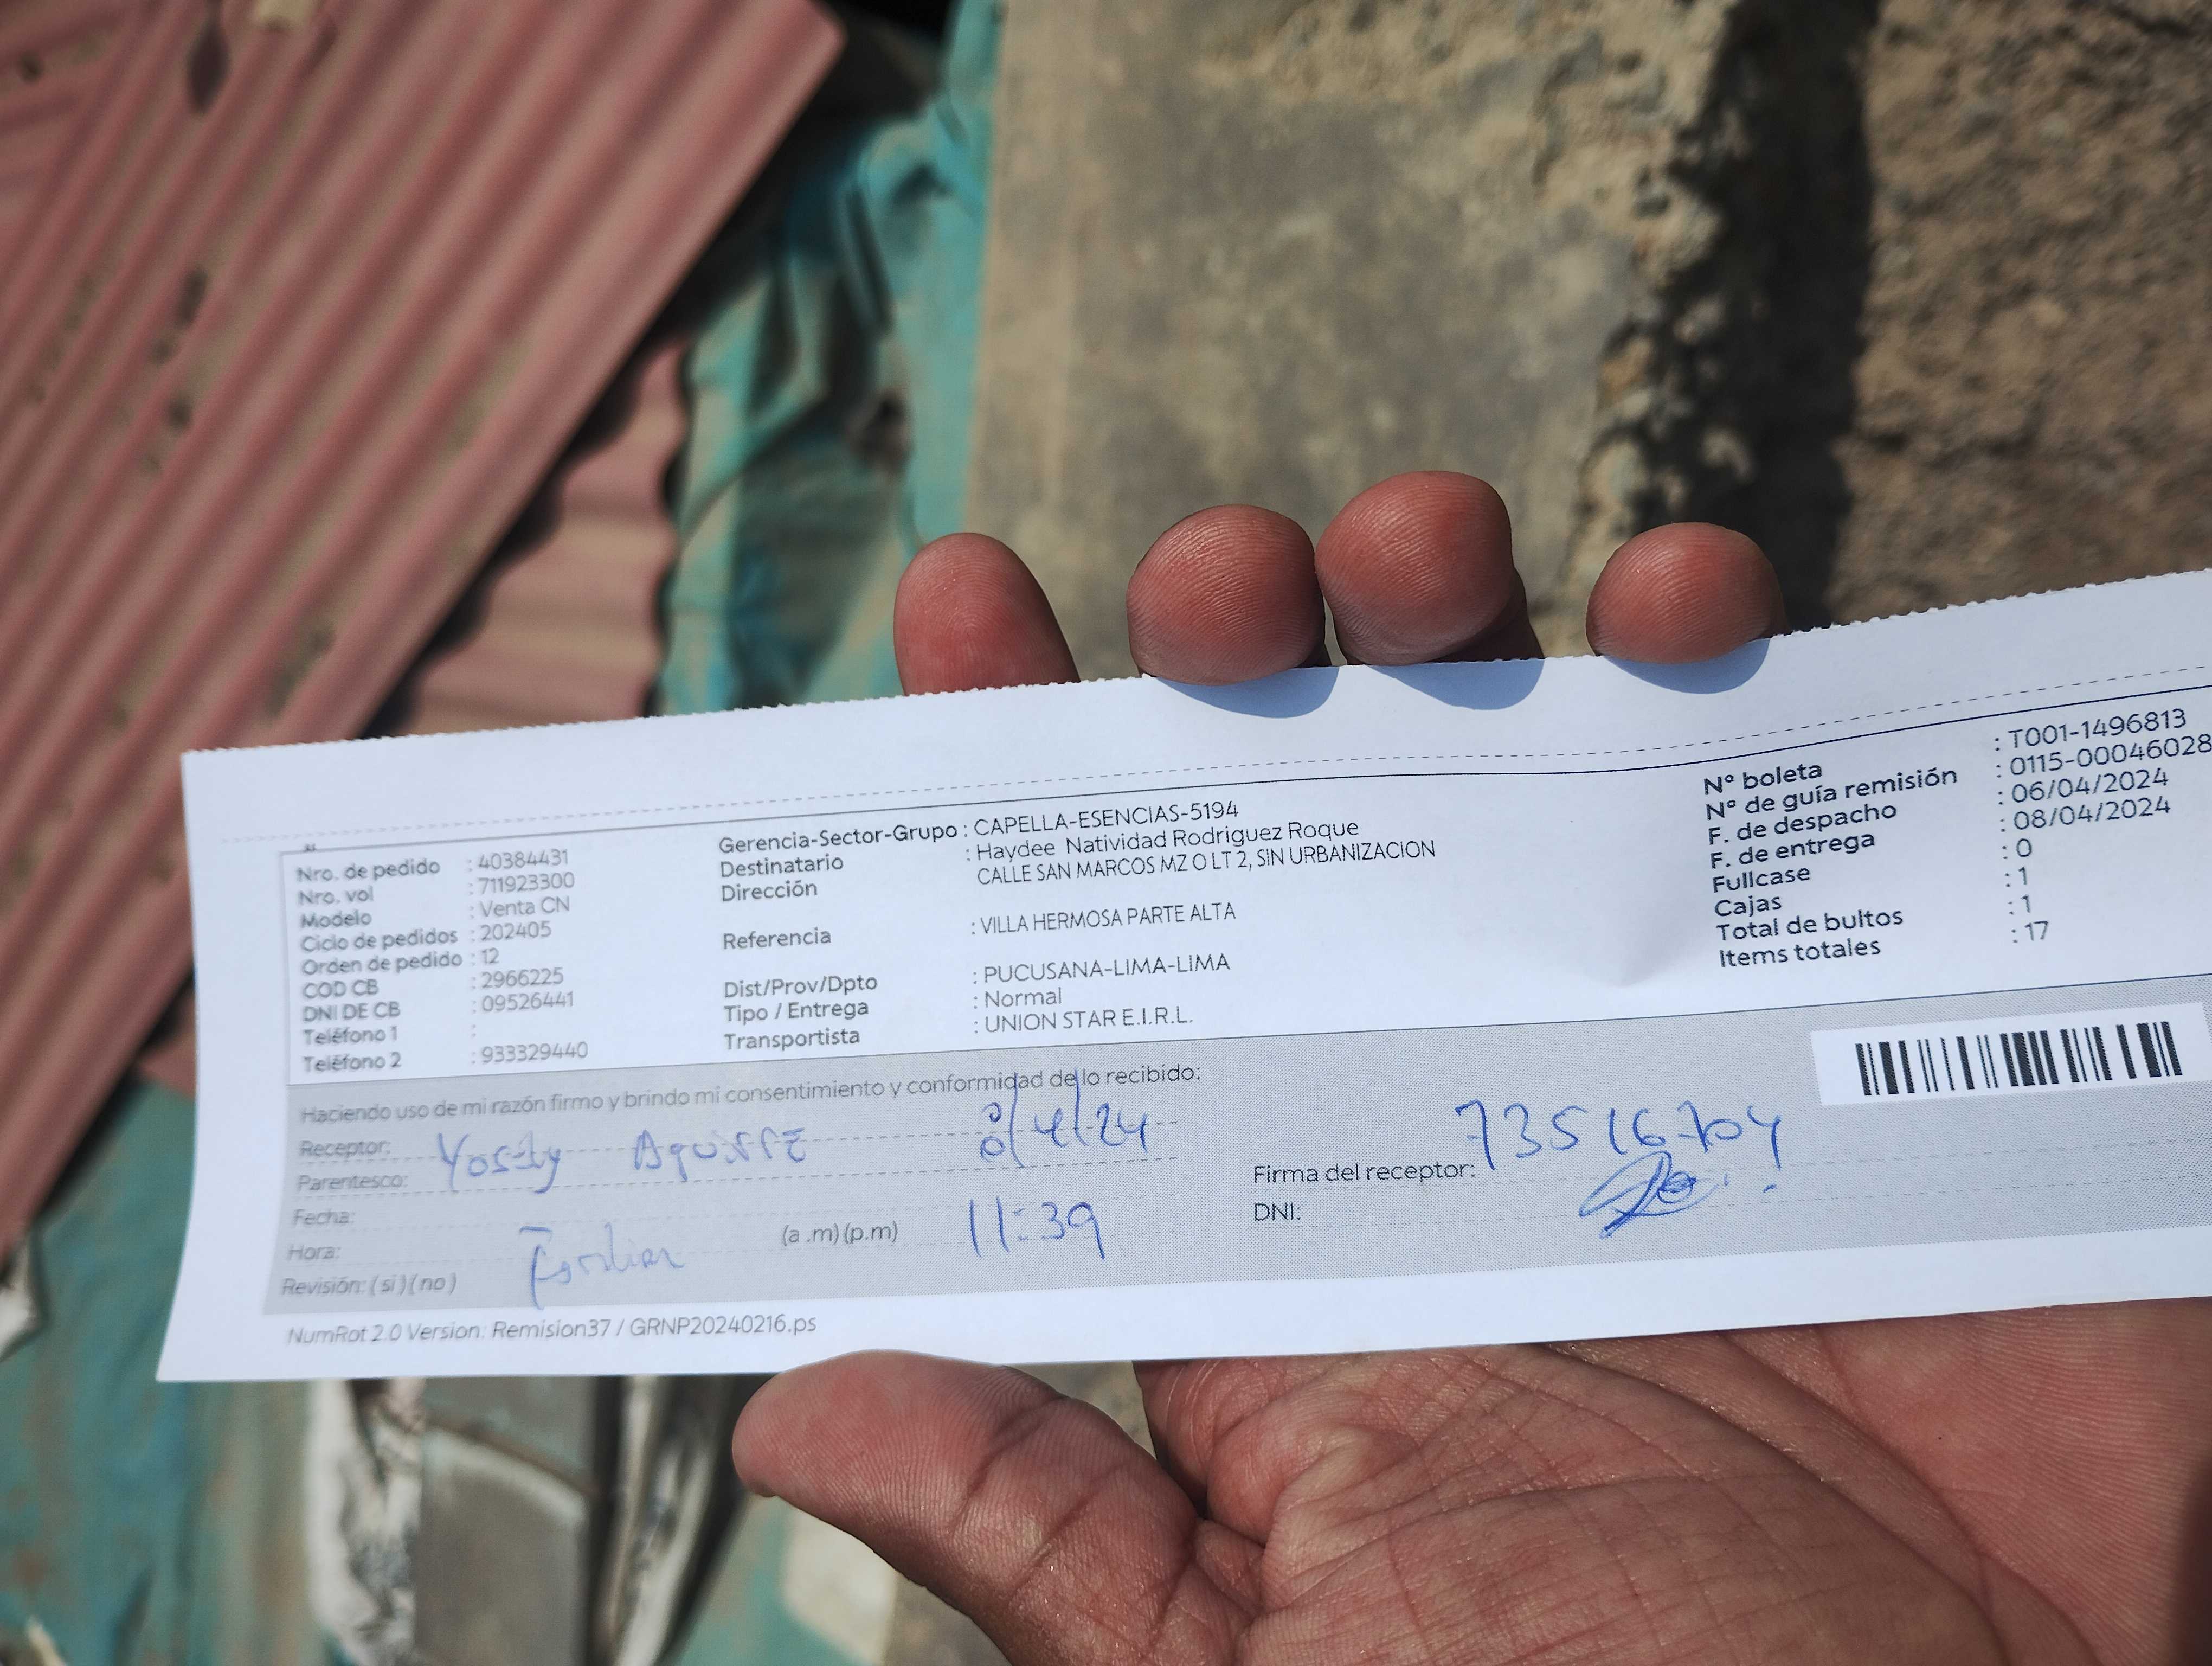 Nro. de pedido : 40384431
Nro. vol : 711923300
Modelo : Venta CN
Ciclo de pedidos : 202405
Orden de pedido : 12
COD CB : 2966225
DNI DE CB : 09526441
Teléfono 1 :
Teléfono 2 : 933329440
Gerencia-Sector-Grupo : CAPELLA-ESENCIAS-5194
Destinatario : Haydee Natividad Rodriguez Roque
Dirección CALLE SAN MARCOS MZ O LT 2, SIN URBANIZACION
Referencia : VILLA HERMOSA PARTE ALTA
Dist/Prov/Dpto : PUCUSANA-LIMA-LIMA
Tipo / Entrega : Normal
Transportista : UNION STAR E.I.R.L.
Nº boleta : T001-1496813
Nº de guía remisión : 0115-00046028
F. de despacho : 06/04/2024
F. de entrega : 08/04/2024
Fullcase : 0
Cajas : 1
Total de bultos : 1
Items totales : 17
Haciendo uso de mi razón firmo y brindo mi consentimiento y conformidad de lo recibido:
Receptor: Aguirre 8/4/24
Parentesco:
Fecha:
Hora: Familiar (a .m) (p.m) 11:39
Revisión: ( si ) ( no )
Firma del receptor: 73516704
DNI:
NumRot 2.0 Version: Remision37 / GRNP20240216.ps